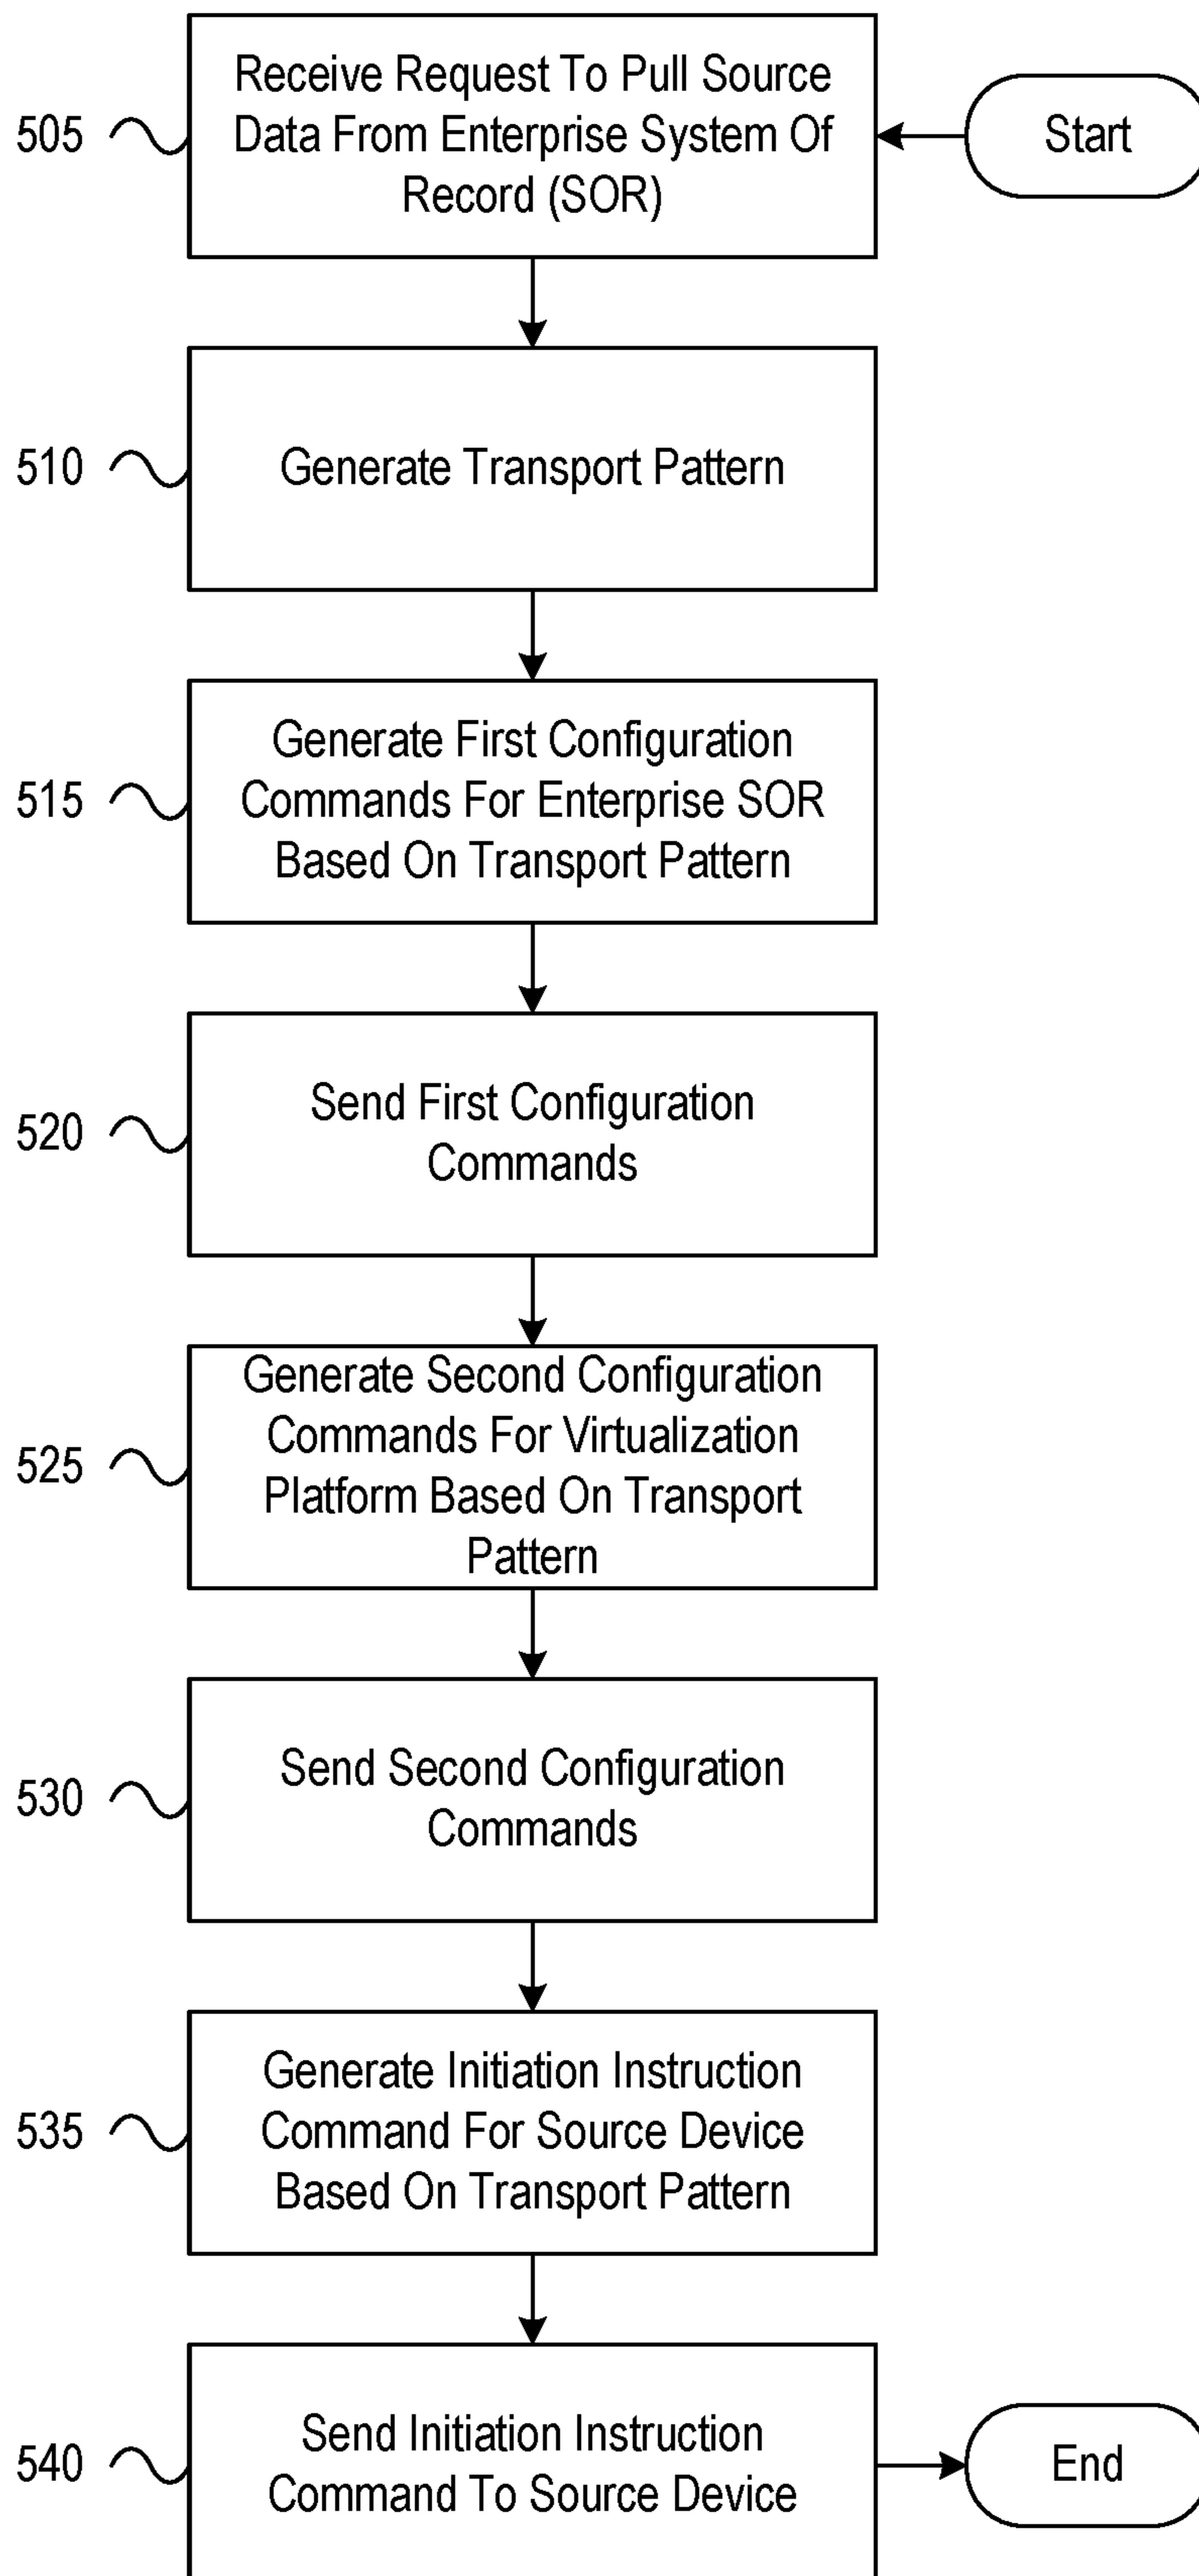 Start
505
Receive Request To Pull Source
Data From Enterprise System Of
Record (SOR)
510
Generate Transport Pattern
515
Generate First Configuration
Commands For Enterprise SOR
Based On Transport Pattern
520
Send First Configuration
Commands
525
Generate Second Configuration
Commands For Virtualization
Platform Based On Transport
Pattern
530
Send Second Configuration
Commands
535
Generate Initiation Instruction
Command For Source Device
Based On Transport Pattern
540
Send Initiation Instruction
Command To Source Device
End